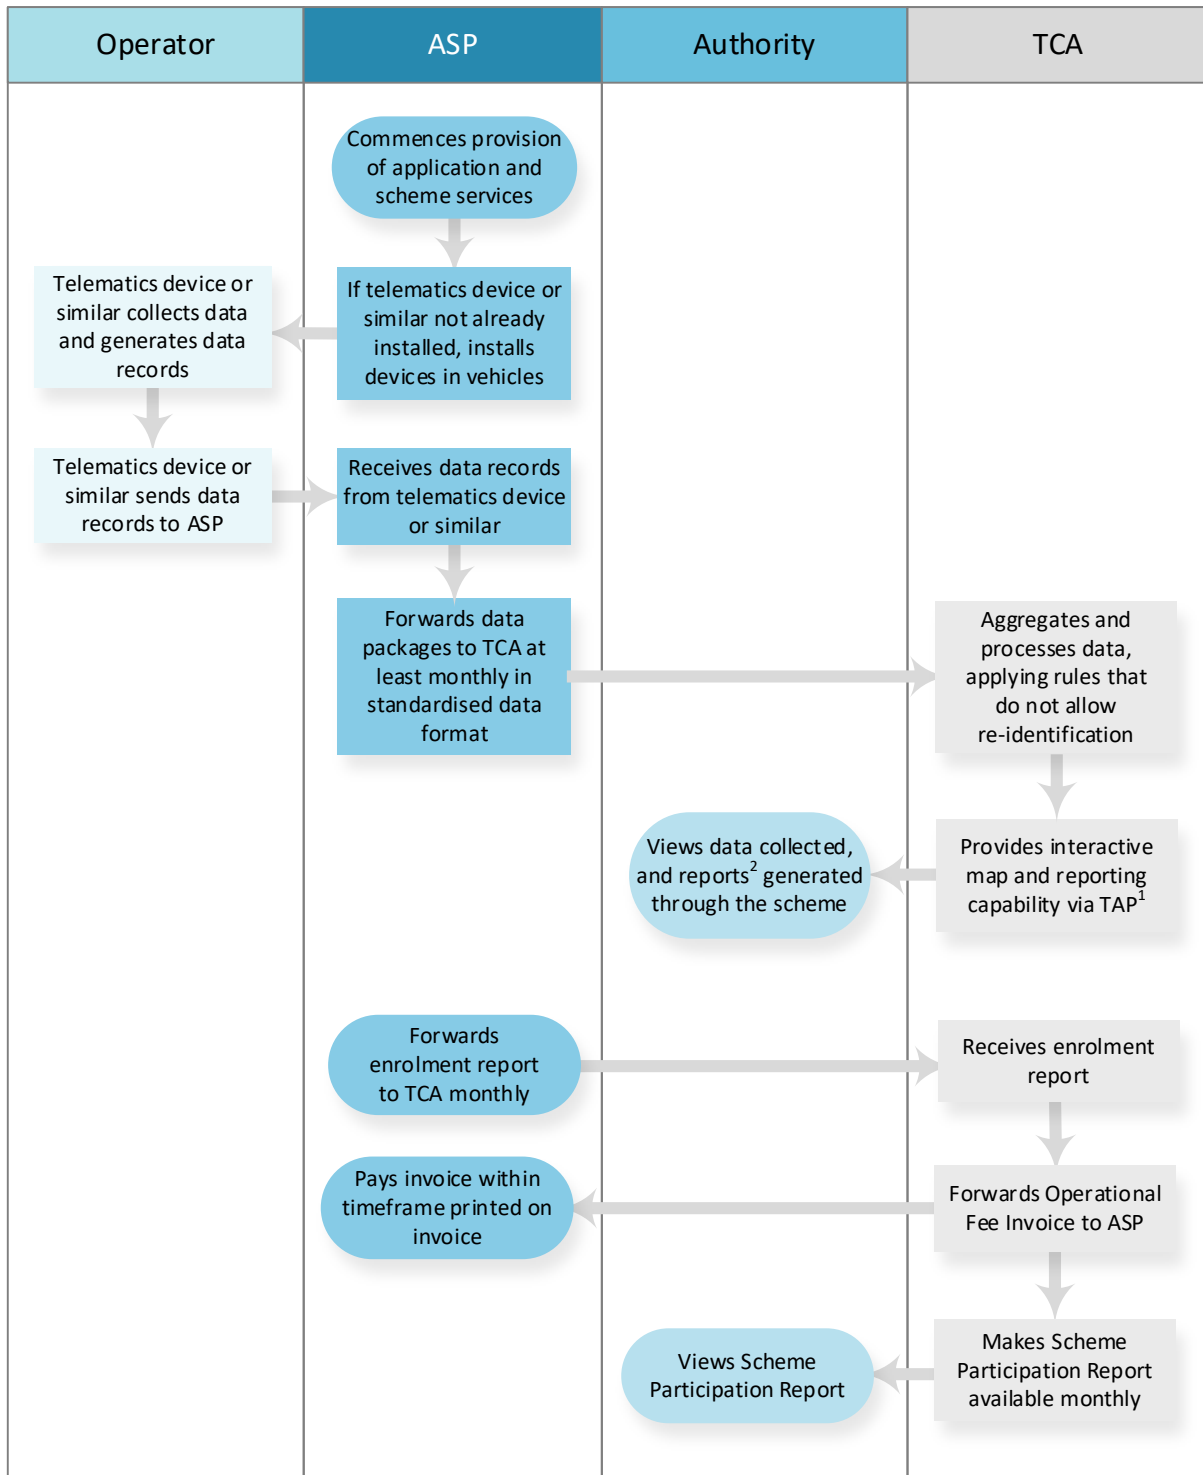 Operator
ASP
Authority
TCA
Commences provision
of application and
scheme services
Telematics device or
similar collects data
and generates data
records
If telematics device or
similar not already
installed, installs
devices in vehicles
Telematics device or
similar sends data
records to ASP
Receives data records
from telematics device
or similar
Forwards data
packages to TCA at
least monthly in
standardised data
format
Aggregates and
processes data,
applying rules that
do not allow
re-identification
Views data collected,
and reports² generated
through the scheme
Provides interactive
map and reporting
capability via TAP¹
Forwards
enrolment report
to TCA monthly
Receives enrolment
report
Pays invoice within
timeframe printed on
invoice
Forwards Operational
Fee Invoice to ASP
Views Scheme
Participation Report
Makes Scheme
Participation Report
available monthly